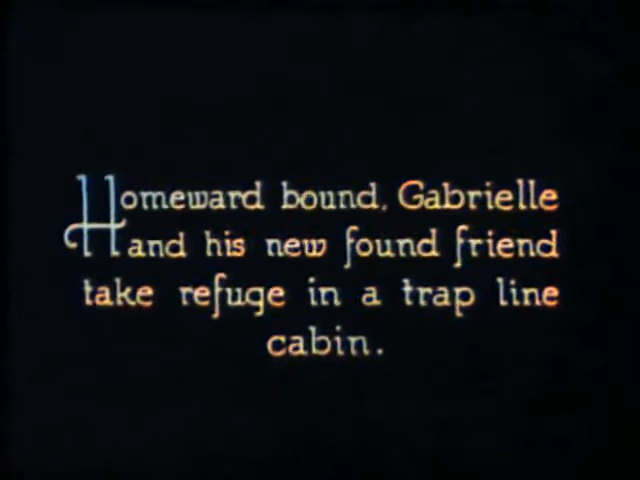 Homeward bound, Gabrielle
and his new found friend
take refuge in a trap line
cabin.